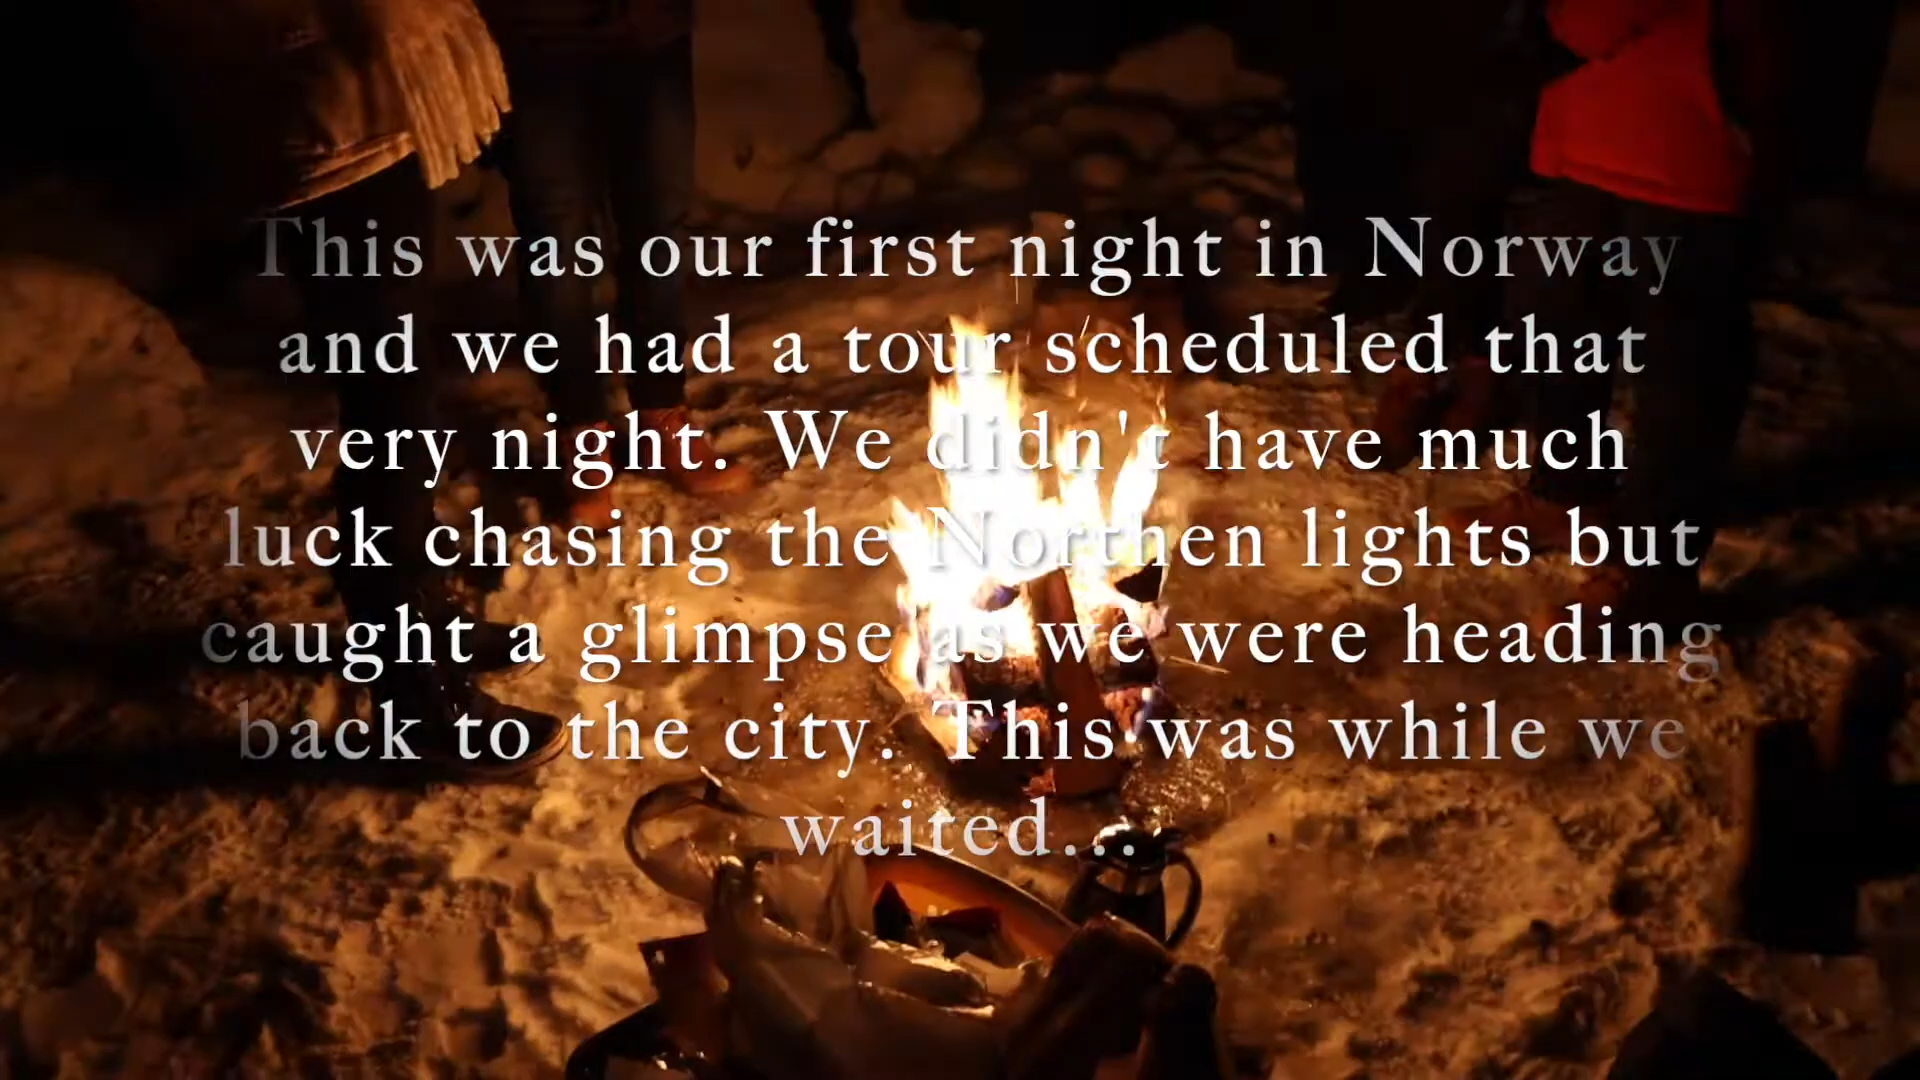 This was our first night in Norway
and we had a tour scheduled that
very night. We didn't have much
luck chasing the Northen lights but
caught a glimpse as we were heading
back to the city. This was while we
waited...